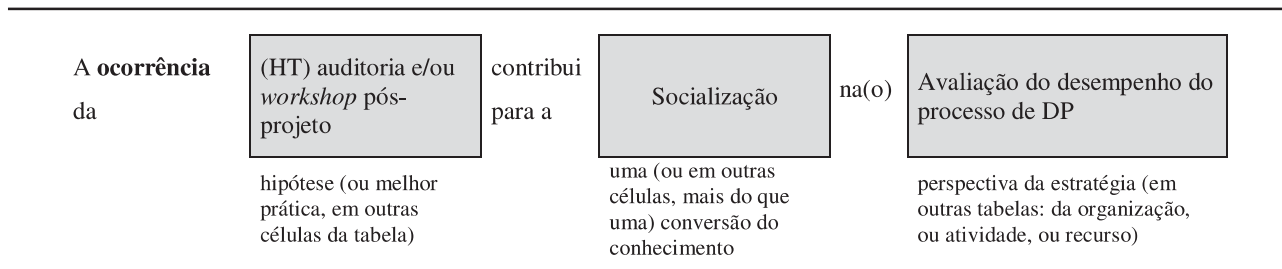 A ocorrência
da
(HT) auditoria e/ou
workshop pós-
projeto
contribui
para a
Socialização
na(o)
Avaliação do desempenho do
processo de DP
hipótese (ou melhor
prática, em outras
células da tabela)
uma (ou em outras
células, mais do que
uma) conversão do
conhecimento
perspectiva da estratégia (em
outras tabelas: da organização,
ou atividade, ou recurso)